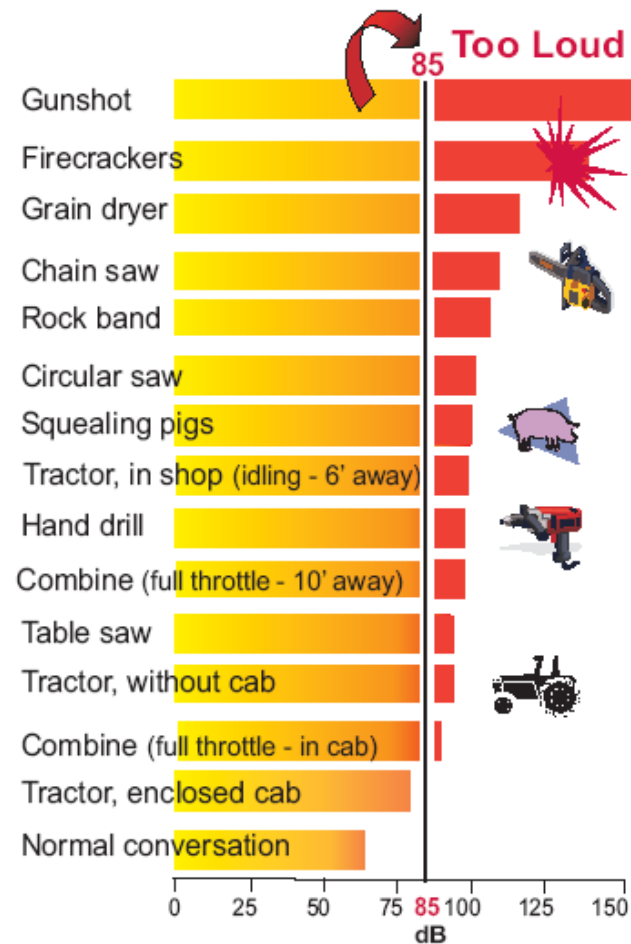 Too Loud
85
Gunshot
Firecrackers
Grain dryer
Chain saw
Rock band
Circular saw
Squealing pigs
Tractor, in shop (idling - 6' away)
Hand drill
Combine (full throttle - 10' away)
Table saw
Tractor, without cab
Combine (full throttle - in cab)
Tractor, enclosed cab
Normal conversation
0 25 50 75 85 100 125 150
dB